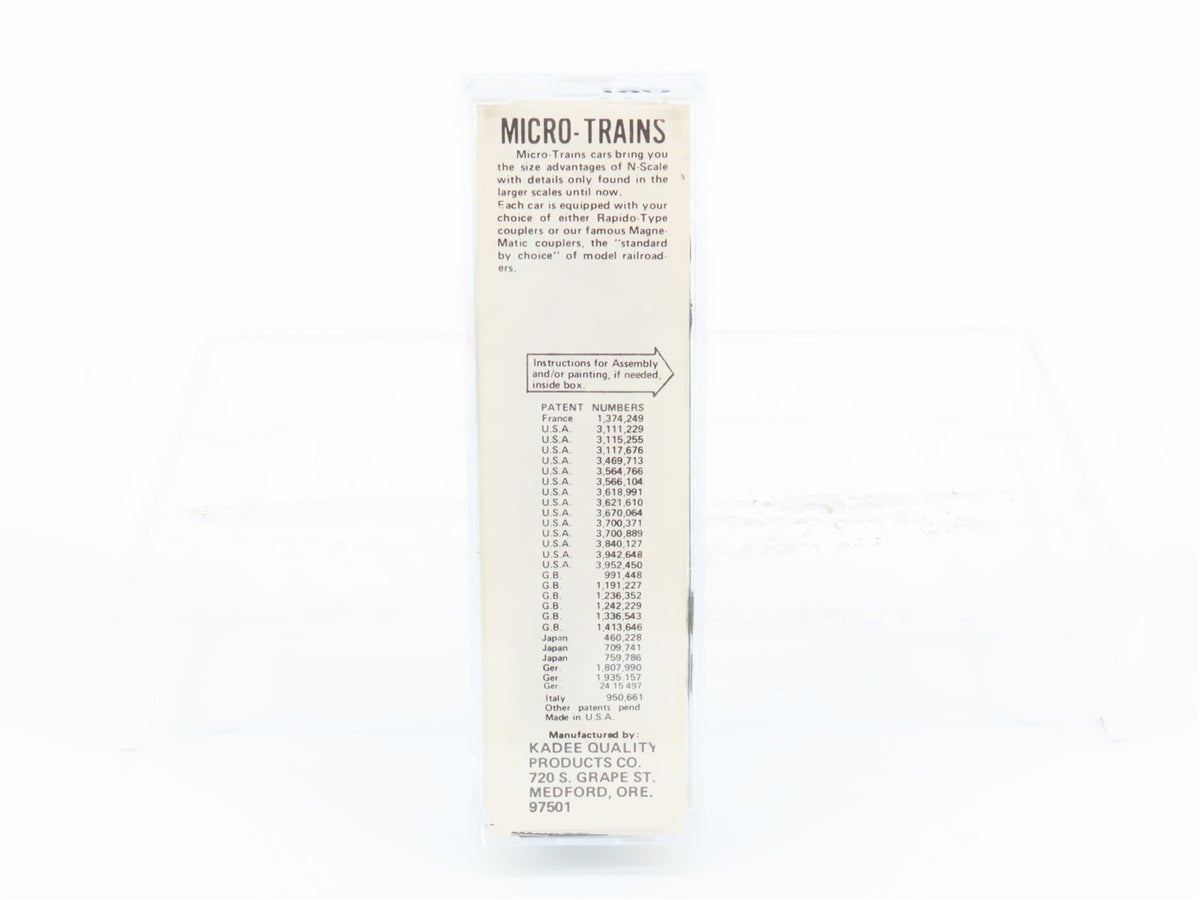 MICRO-TRAINS
Micro-Trains cars bring you
the size advantages of N-Scale
with details only found in the
larger scales until now.
Each car is equipped with your
choice of either Rapido-Type
couplers or our famous Magne-
Matic couplers, the "standard
by choice" of model railroad-
ers.
Instructions for Assembly
and/or painting, if needed,
inside box.
PATENT NUMBERS
France 1,374,249
U.S.A. 3,111,229
U.S.A. 3,115,255
U.S.A. 3,117,676
U.S.A. 3,469,713
U.S.A. 3,564,766
U.S.A. 3,566,104
U.S.A. 3,618,991
U.S.A. 3,621,610
U.S.A. 3,670,064
U.S.A. 3,700,371
U.S.A. 3,700,889
U.S.A. 3,840,127
U.S.A. 3,942,648
U.S.A. 3,952,450
G.B. 991,448
G.B. 1,191,227
G.B. 1,236,352
G.B. 1,242,229
G.B. 1,336,543
G.B. 1,413,646
Japan 460,228
Japan 709,741
Japan 759,786
Ger. 1,807,990
Ger. 1 935 157
Ger. 24 15 497
Italy 950,661
Other patents pend.
Made in U.S.A.
Manufactured by:
KADEE QUALITY
PRODUCTS CO.
720 S. GRAPE ST.
MEDFORD, ORE.
97501